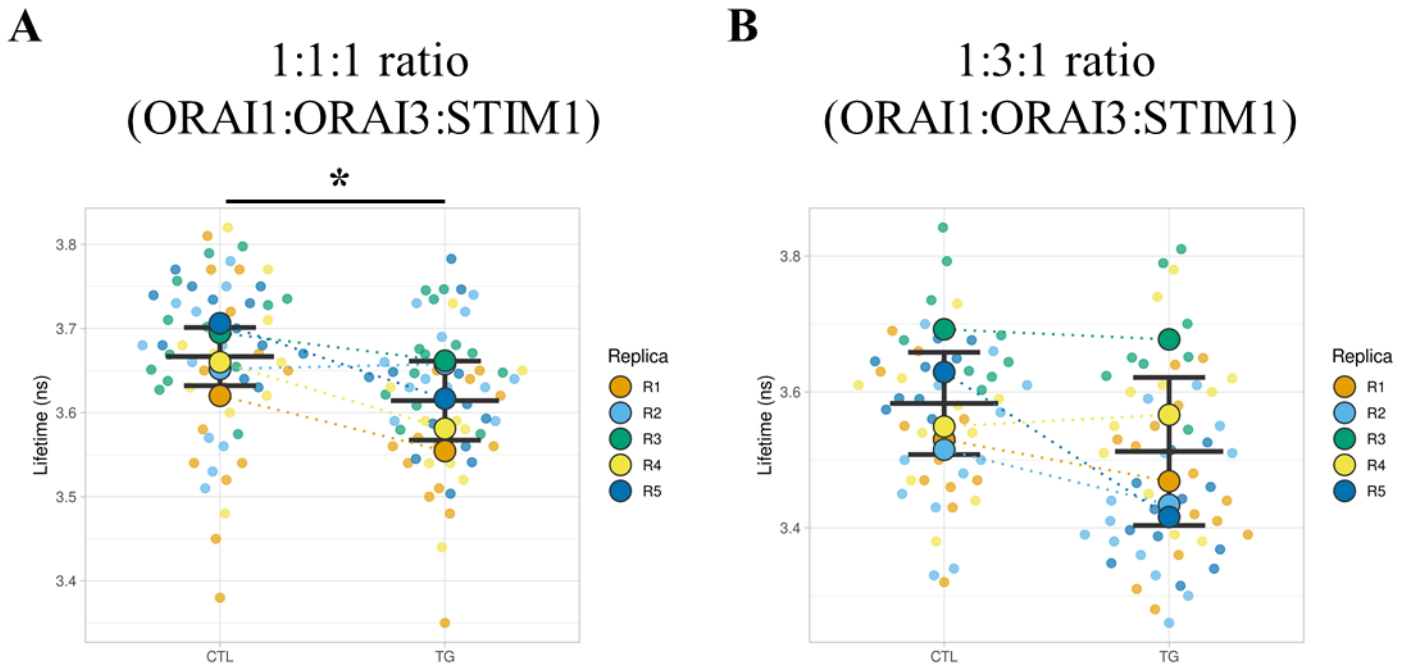 A
1:1:1 ratio
(ORAI1:ORAI3:STIM1)
*
3.8
3.7
3.6
3.5
3.4
Lifetime (ns)
CTL
TG
Replica
R1
R2
R3
R4
R5
B
1:3:1 ratio
(ORAI1:ORAI3:STIM1)
3.8
3.6
3.4
Lifetime (ns)
CTL
TG
Replica
R1
R2
R3
R4
R5